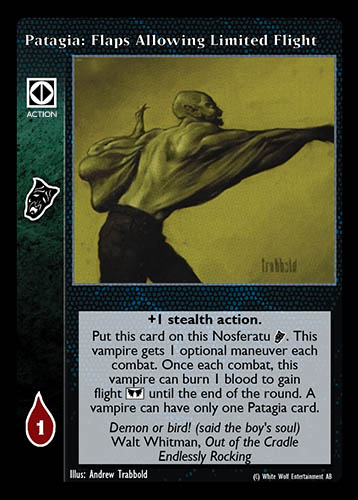 Patagia: Flaps Allowing Limited Flight
ACTION
trabbold
+1 stealth action.
Put this card on this Nosferatu . This
vampire gets 1 optional maneuver each
combat. Once each combat, this
vampire can burn 1 blood to gain
flight until the end of the round. A
vampire can have only one Patagia card.
Demon or bird! (said the boy's soul)
Walt Whitman, Out of the Cradle
Endlessly Rocking
1
Illus: Andrew Trabbold
(C) White Wolf Entertainment AB